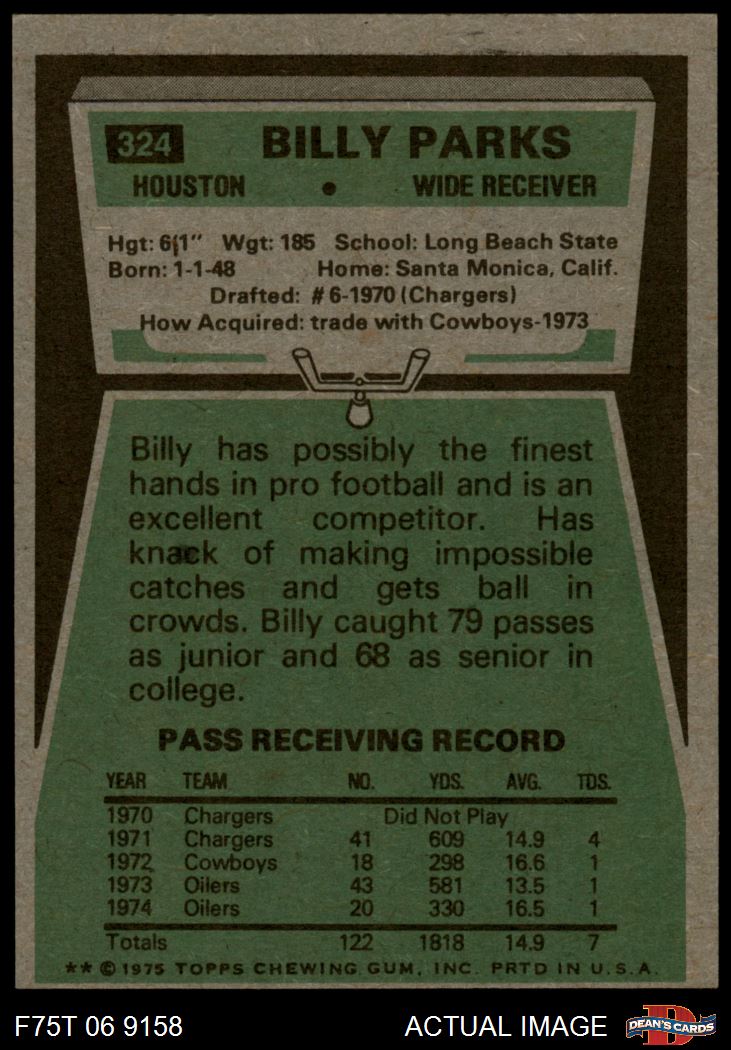 324 BILLY PARKS
HOUSTON • WIDE RECEIVER
Hgt: 6'1" Wgt: 185 School: Long Beach State
Born: 1-1-48 Home: Santa Monica, Calif.
Drafted: #6-1970 (Chargers)
How Acquired: trade with Cowboys-1973
Billy has possibly the finest
hands in pro football and is an
excellent competitor. Has
knack of making impossible
catches and gets ball in
crowds. Billy caught 79 passes
as junior and 68 as senior in
college.
PASS RECEIVING RECORD
YEAR TEAM NO. YDS. AVG. TDS.
1970 Chargers Did Not Play
1971 Chargers 41 609 14.9 4
1972 Cowboys 18 298 16.6 1
1973 Oilers 43 581 13.5 1
1974 Oilers 20 330 16.5 1
Totals 122 1818 14.9 7
** © 1975 TOPPS CHEWING GUM, INC. PRTD IN U.S.A.
F75T 06 9158 ACTUAL IMAGE D DEAN'S CARDS